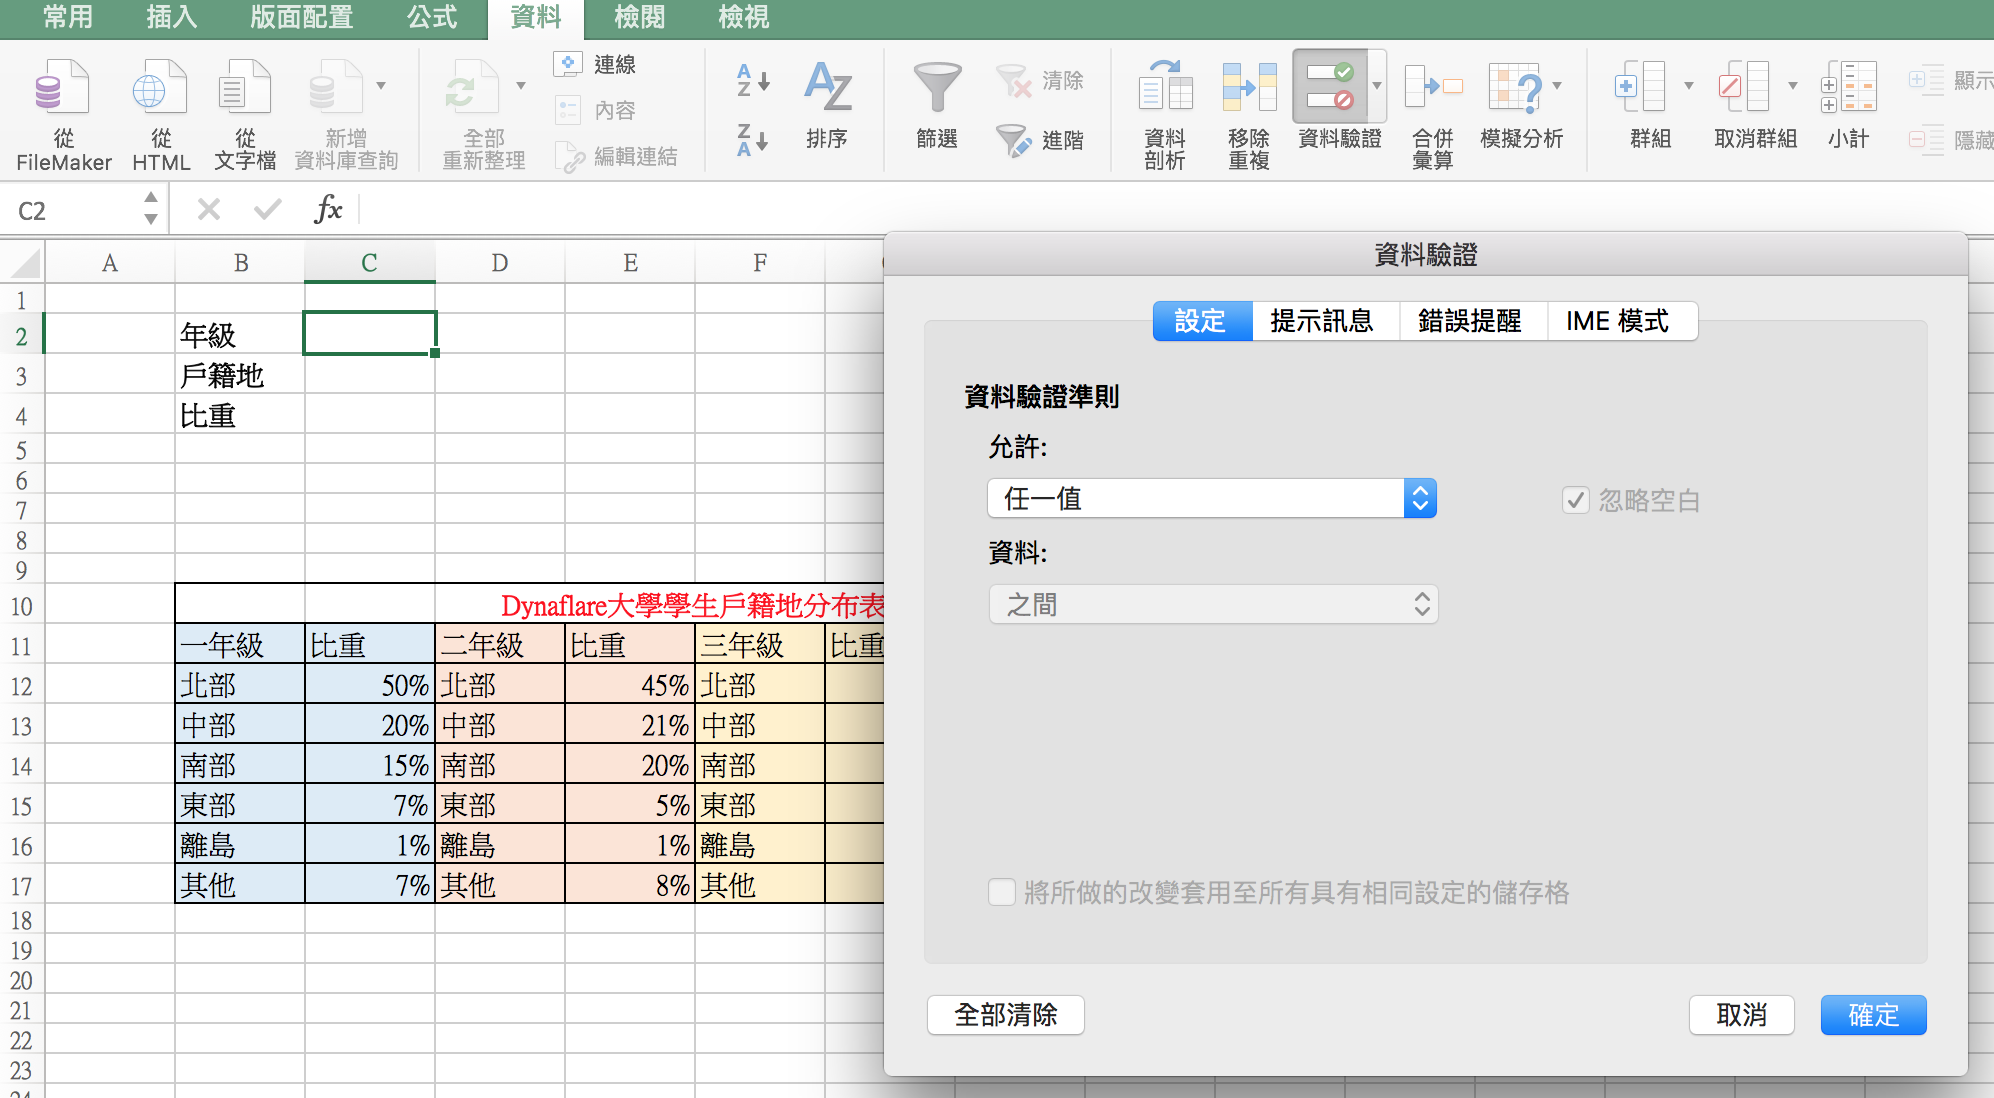 常用 插入 版面配置 公式 資料 檢閱 檢視
從 FileMaker
從 HTML
從 文字檔
新增 資料庫查詢
全部 重新整理
連線
內容
編輯連結
排序
篩選
清除
進階
資料 剖析
移除 重複
資料驗證
合併 彙算
模擬分析
群組
取消群組
小計
顯示
隱藏
C2 fx
A B C D E F
1
2 年級
3 戶籍地
4 比重
5
6
7
8
9
10 Dynaflare大學學生戶籍地分布表
11 一年級 比重 二年級 比重 三年級 比重
12 北部 50% 北部 45% 北部
13 中部 20% 中部 21% 中部
14 南部 15% 南部 20% 南部
15 東部 7% 東部 5% 東部
16 離島 1% 離島 1% 離島
17 其他 7% 其他 8% 其他
18
19
20
21
22
23
資料驗證
設定 提示訊息 錯誤提醒 IME 模式
資料驗證準則
允許:
任一值 忽略空白
資料:
之間
將所做的改變套用至所有具有相同設定的儲存格
全部清除 取消 確定